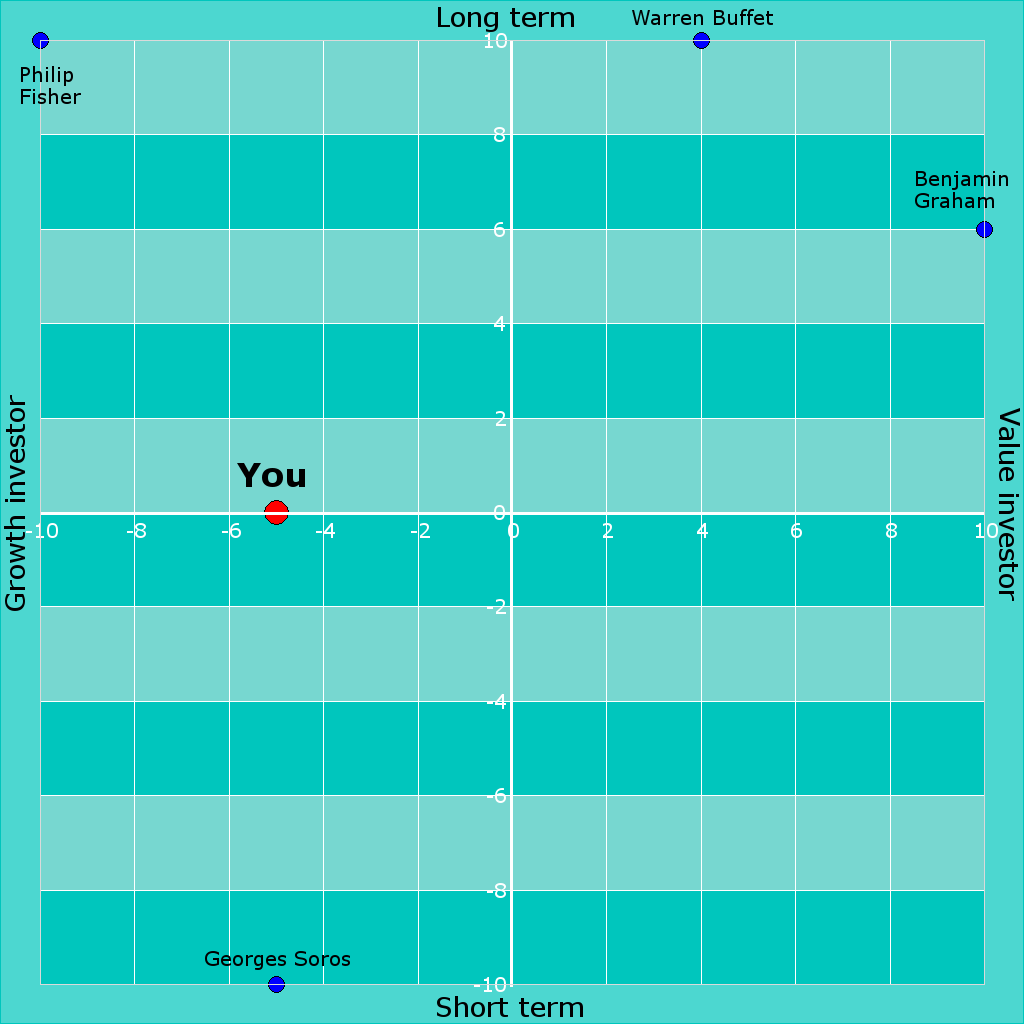 Long term
Warren Buffet
10
Philip
Fisher
8
Benjamin
Graham
6
4
Growth investor
Value investor
2
You
0
-10 -8 -6 -4 -2 0 2 4 6 8 10
-2
-4
-6
-8
Georges Soros
-10
Short term